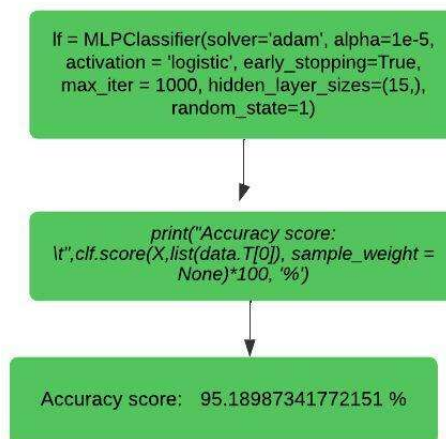 lf = MLPClassifier(solver='adam', alpha=1e-5,
activation = 'logistic', early_stopping=True,
max_iter = 1000, hidden_layer_sizes=(15,),
random_state=1)
print("Accuracy score:
\t",clf.score(X,list(data.T[0]), sample_weight =
None)*100, '%')
Accuracy score: 95.18987341772151 %